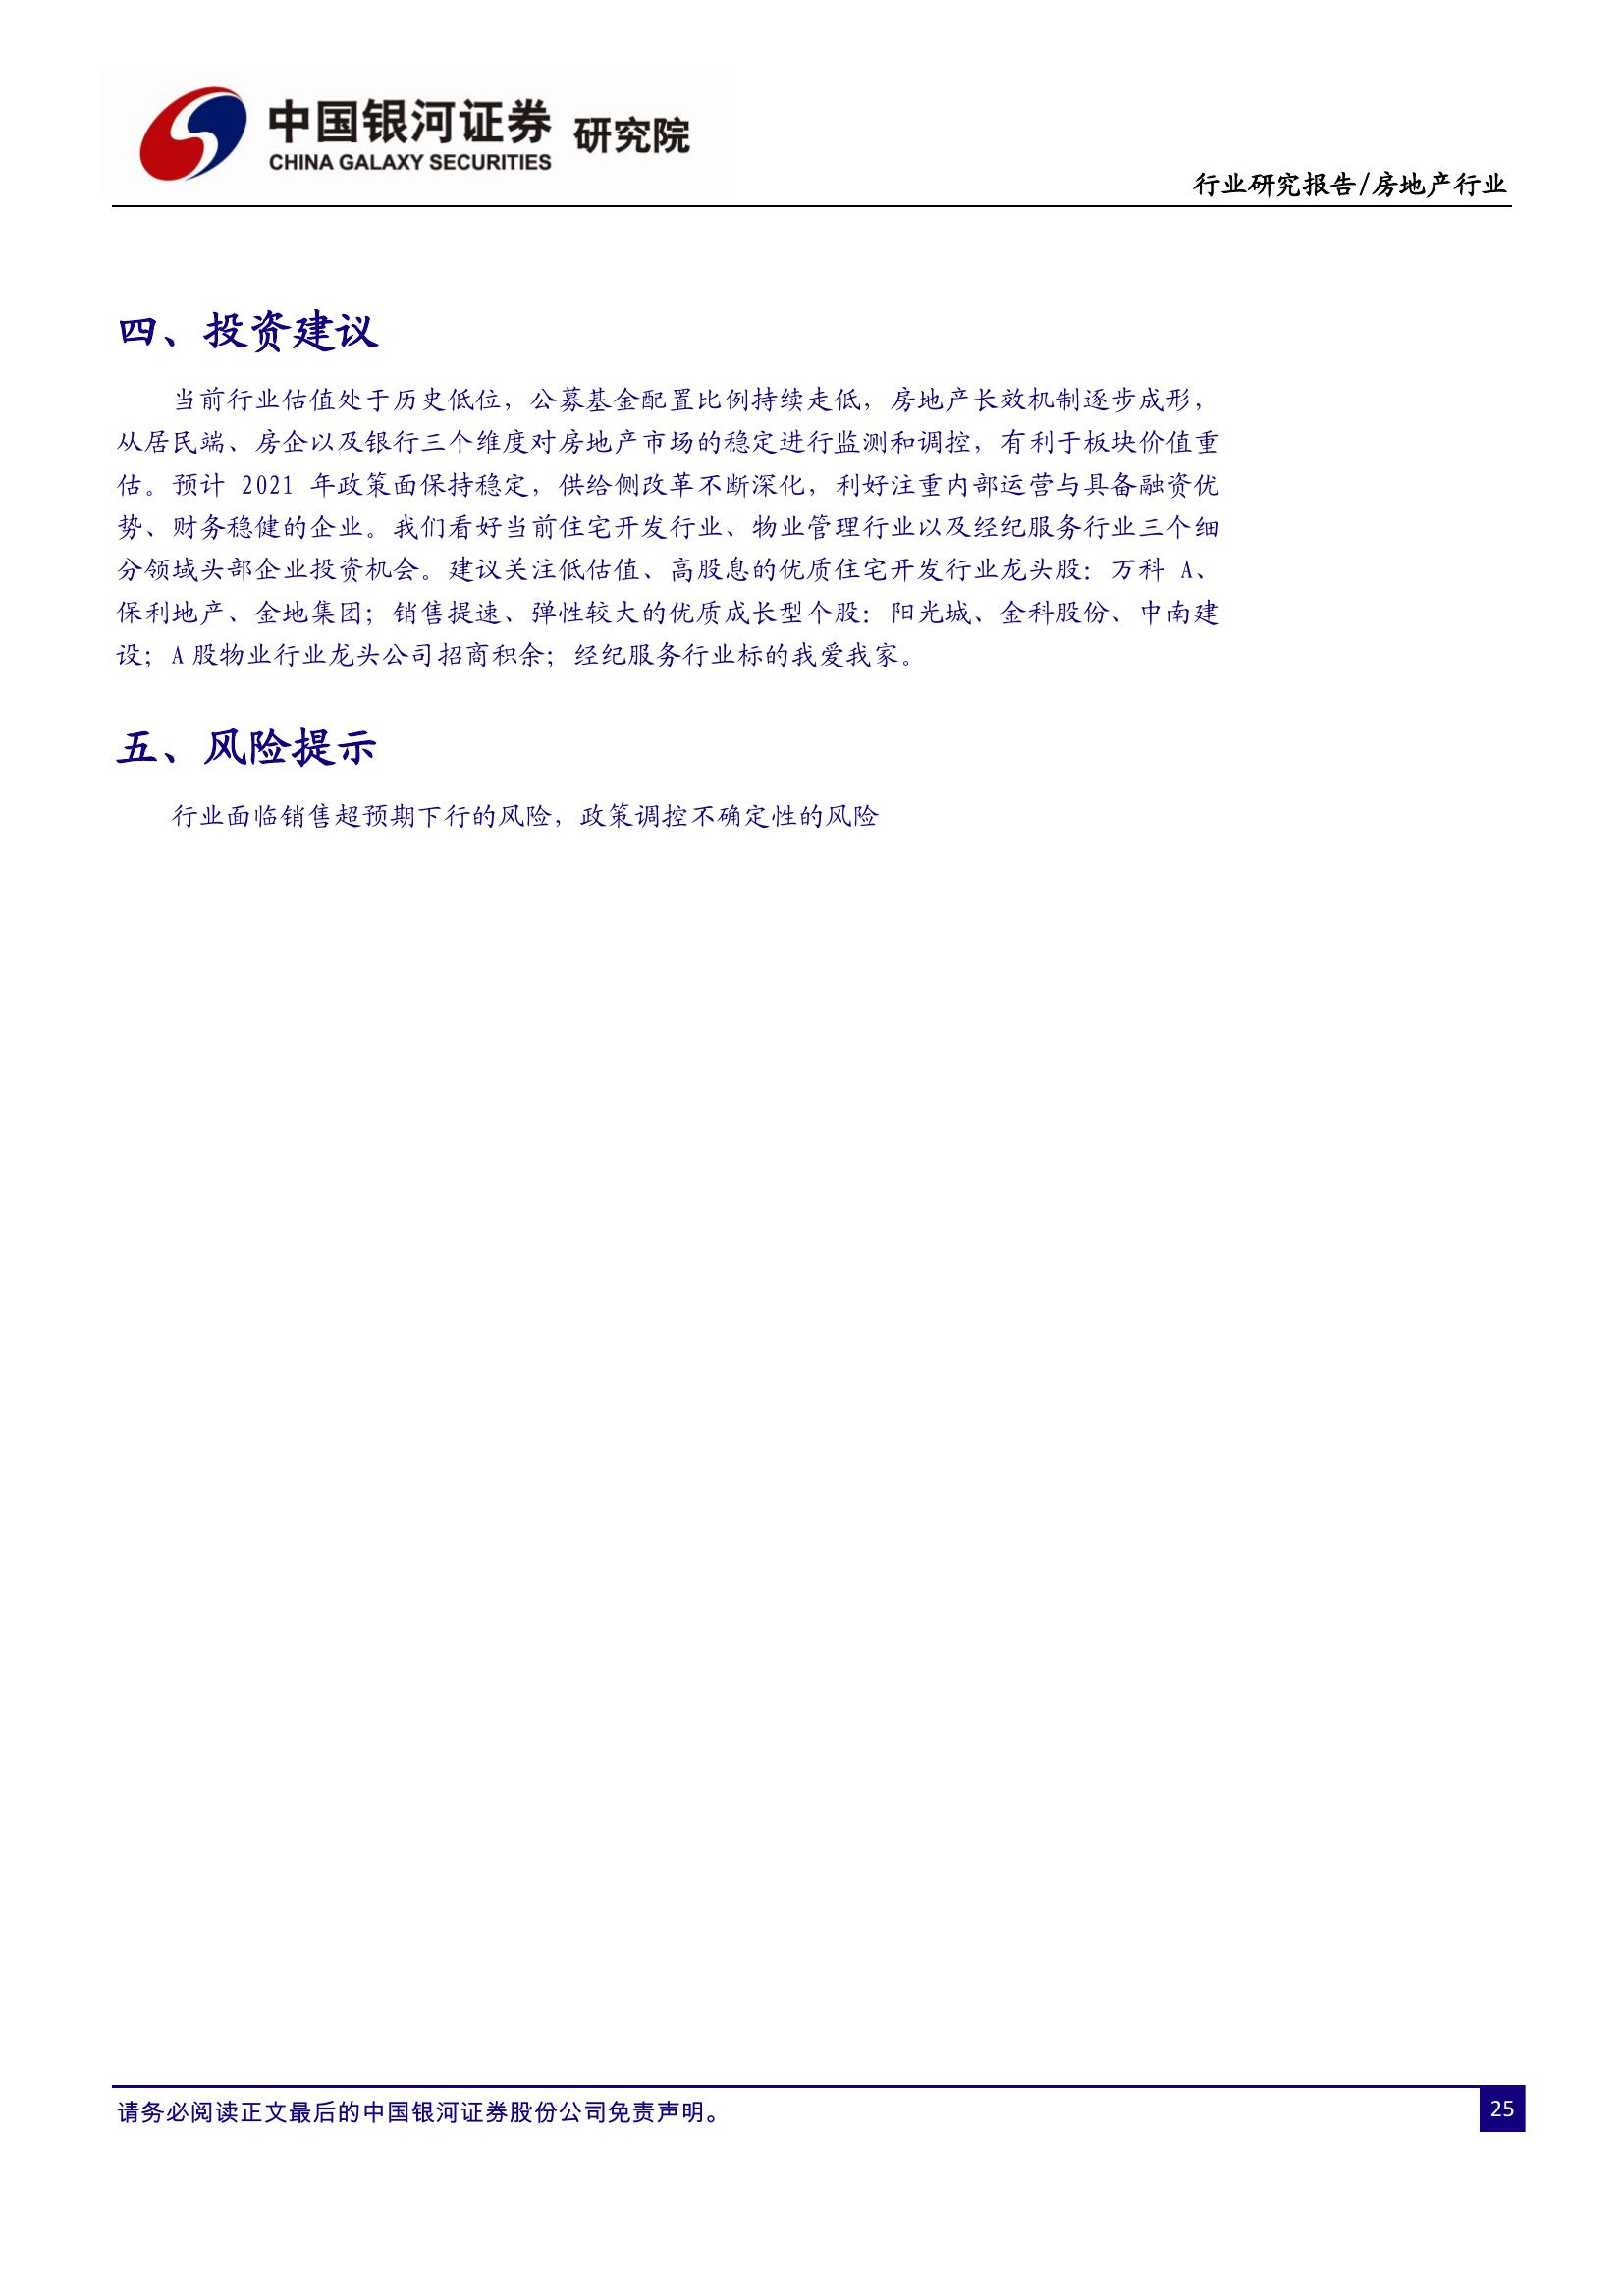 中国银河证券 研究院
CHINA GALAXY SECURITIES
行业研究报告/房地产行业
四、投资建议
当前行业估值处于历史低位，公募基金配置比例持续走低，房地产长效机制逐步成形，
从居民端、房企以及银行三个维度对房地产市场的稳定进行监测和调控，有利于板块价值重
估。预计 2021 年政策面保持稳定，供给侧改革不断深化，利好注重内部运营与具备融资优
势、财务稳健的企业。我们看好当前住宅开发行业、物业管理行业以及经纪服务行业三个细
分领域头部企业投资机会。建议关注低估值、高股息的优质住宅开发行业龙头股：万科 A、
保利地产、金地集团；销售提速、弹性较大的优质成长型个股：阳光城、金科股份、中南建
设；A 股物业行业龙头公司招商积余；经纪服务行业标的我爱我家。
五、风险提示
行业面临销售超预期下行的风险，政策调控不确定性的风险
请务必阅读正文最后的中国银河证券股份公司免责声明。
25